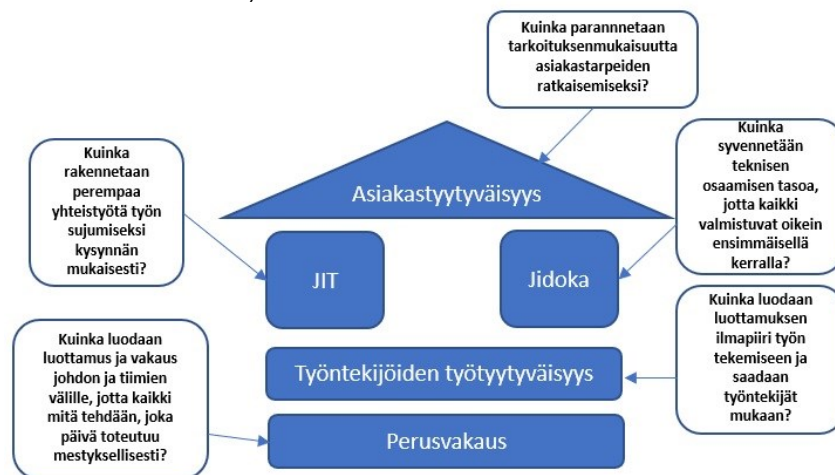 Kuinka parannnetaan
tarkoituksenmukaisuutta
asiakastarpeiden
ratkaisemiseksi?
Kuinka
rakennetaan
perempaa
yhteistyötä työn
sujumiseksi
kysynnän
mukaisesti?
Asiakastyytyväisyys
Kuinka
syvennetään
teknisen
osaamisen tasoa,
jotta kaikki
valmistuvat oikein
ensimmäisellä
kerralla?
JIT
Jidoka
Kuinka luodaan
luottamuksen
ilmapiiri työn
tekemiseen ja
saadaan
työntekijät
mukaan?
Kuinka luodaan
luottamus ja vakaus
johdon ja tiimien
välille, jotta kaikki
mitä tehdään, joka
päivä toteutuu
mestyksellisesti?
Työntekijöiden työtyytyväisyys
Perusvakaus